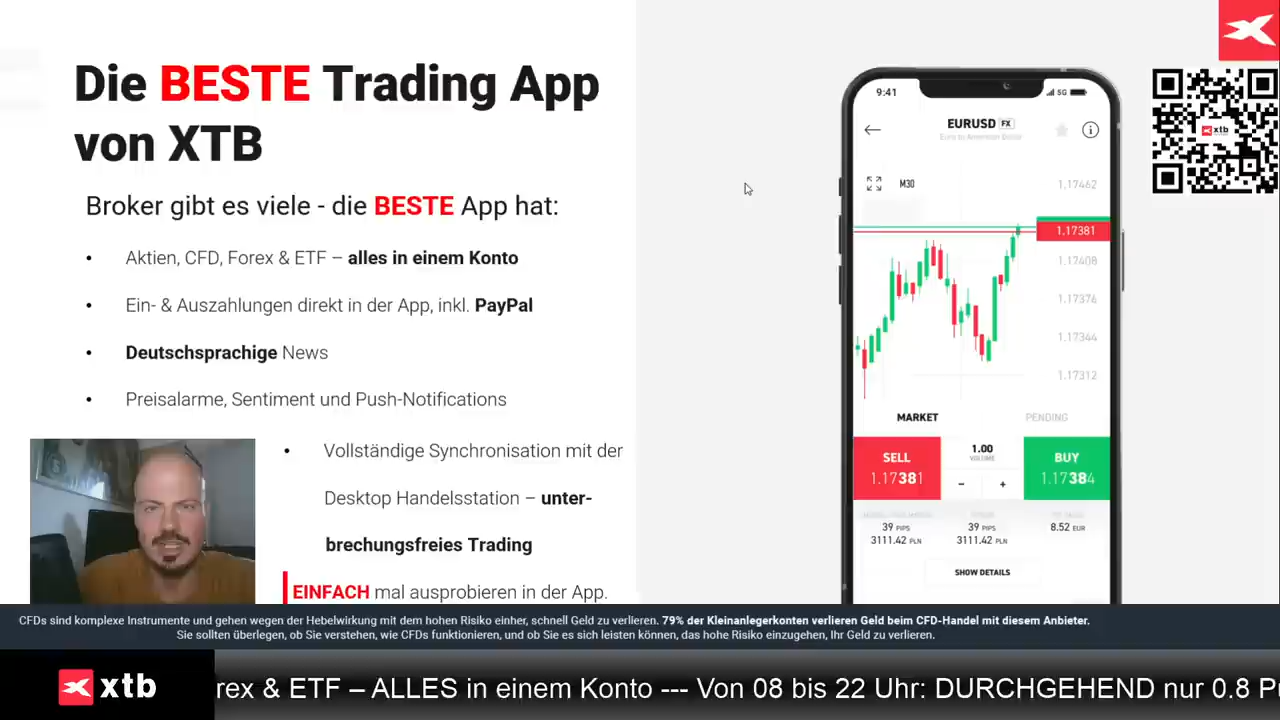 Die BESTE Trading App
von XTB
Broker gibt es viele - die BESTE App hat:
• Aktien, CFD, Forex & ETF – alles in einem Konto
• Ein- & Auszahlungen direkt in der App, inkl. PayPal
• Deutschsprachige News
• Preisalarme, Sentiment und Push-Notifications
• Vollständige Synchronisation mit der
Desktop Handelsstation – unter-
brechungsfreies Trading
EINFACH mal ausprobieren in der App.
9:41
5G
EURUSD FX
Euro to American Dollar
M30
1.17462
1.17381
1.17408
1.17376
1.17344
1.17312
MARKET
PENDING
SELL
1.17381
1.00
VOLUME
− +
BUY
1.17384
39 PIPS
3111.42 PLN
39 PIPS
3111.42 PLN
8.52 EUR
SHOW DETAILS
xtb
CFDs sind komplexe Instrumente und gehen wegen der Hebelwirkung mit dem hohen Risiko einher, schnell Geld zu verlieren. 79% der Kleinanlegerkonten verlieren Geld beim CFD-Handel mit diesem Anbieter.
Sie sollten überlegen, ob Sie verstehen, wie CFDs funktionieren, und ob Sie es sich leisten können, das hohe Risiko einzugehen, Ihr Geld zu verlieren.
xtb
rex & ETF – ALLES in einem Konto --- Von 08 bis 22 Uhr: DURCHGEHEND nur 0.8 P